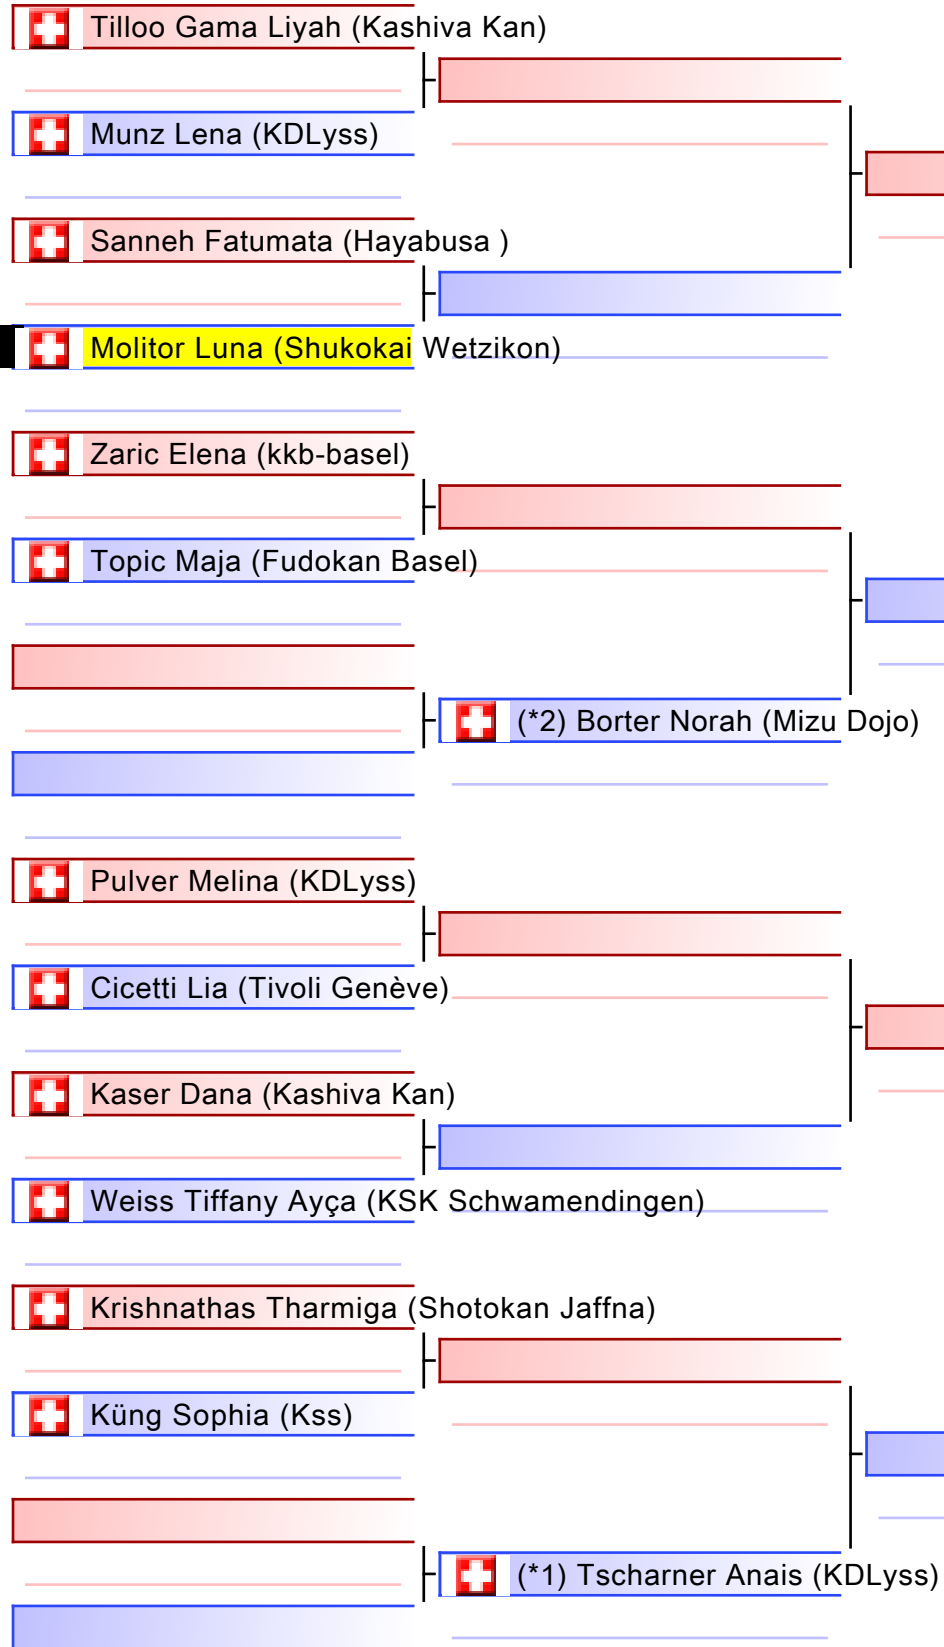 Tilloo Gama Liyah (Kashiva Kan)
Munz Lena (KDLyss)
Sanneh Fatumata (Hayabusa )
Molitor Luna (Shukokai Wetzikon)
Zaric Elena (kkb-basel)
Topic Maja (Fudokan Basel)
(*2) Borter Norah (Mizu Dojo)
Pulver Melina (KDLyss)
Cicetti Lia (Tivoli Genève)
Kaser Dana (Kashiva Kan)
Weiss Tiffany Ayça (KSK Schwamendingen)
Krishnathas Tharmiga (Shotokan Jaffna)
Küng Sophia (Kss)
(*1) Tscharner Anais (KDLyss)